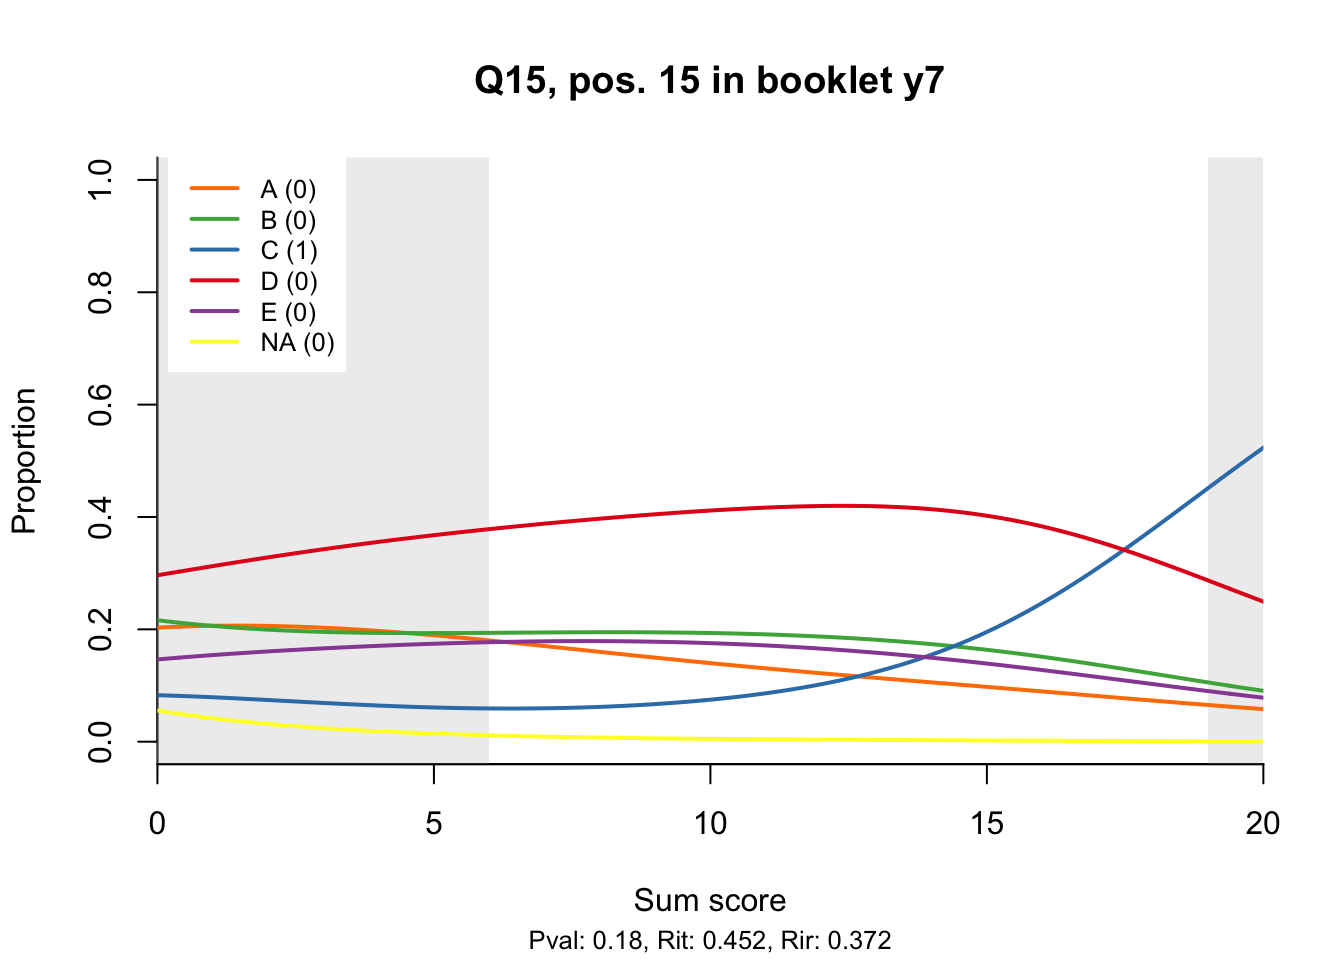 Q15, pos. 15 in booklet y7
A (0)
B (0)
C (1)
D (0)
E (0)
NA (0)
Proportion
1.0
0.8
0.6
0.4
0.2
0.0
0 5 10 15 20
Sum score
Pval: 0.18, Rit: 0.452, Rir: 0.372